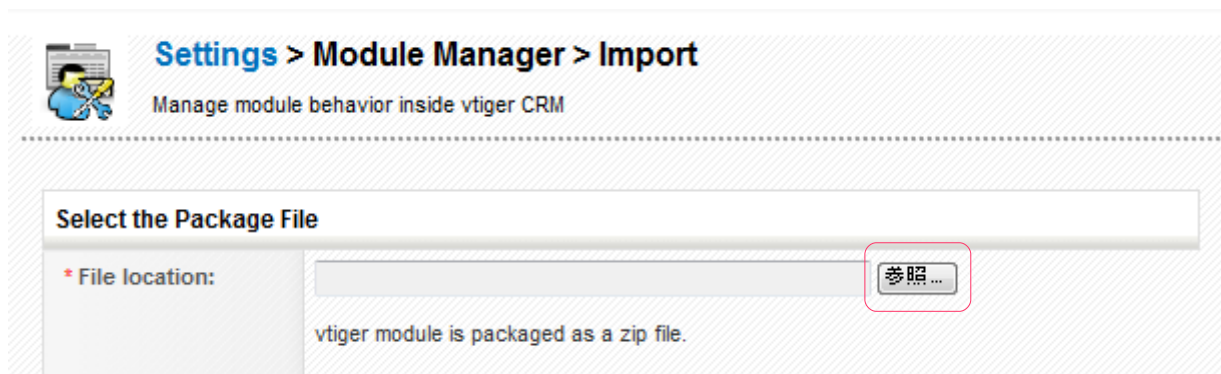 Settings > Module Manager > Import
Manage module behavior inside vtiger CRM
Select the Package File
* File location:
参照...
vtiger module is packaged as a zip file.